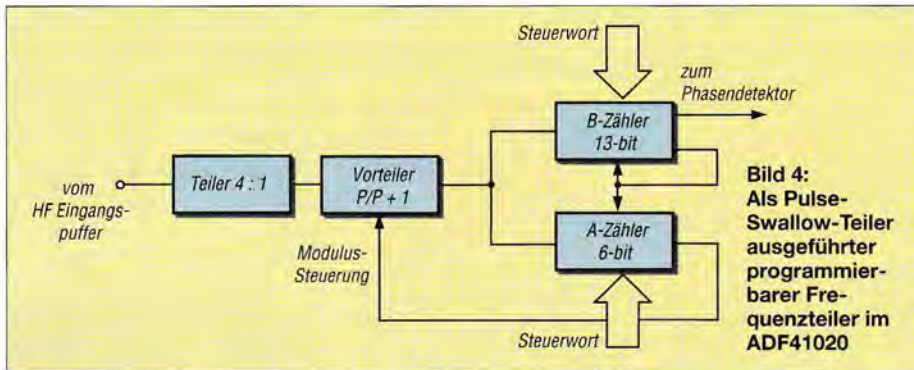 Steuerwort
zum
Phasendetektor
B-Zähler
13-bit
vom
HF Eingangs-
puffer
Teiler 4 : 1
Vorteiler
P/P + 1
Modulus-
Steuerung
A-Zähler
6-bit
Steuerwort
Bild 4:
Als Pulse-
Swallow-Teiler
ausgeführter
programmier-
barer Fre-
quenzteiler im
ADF41020